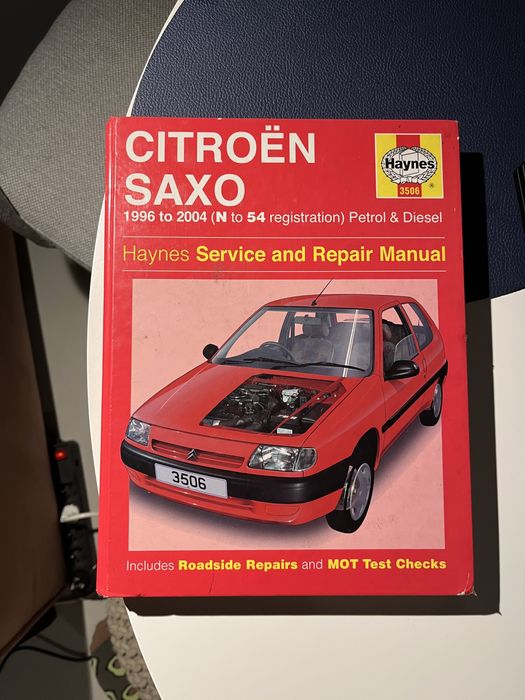 CITROËN
SAXO
Haynes
3506
®
1996 to 2004 (N to 54 registration) Petrol & Diesel
Haynes Service and Repair Manual
3506
Includes Roadside Repairs and MOT Test Checks